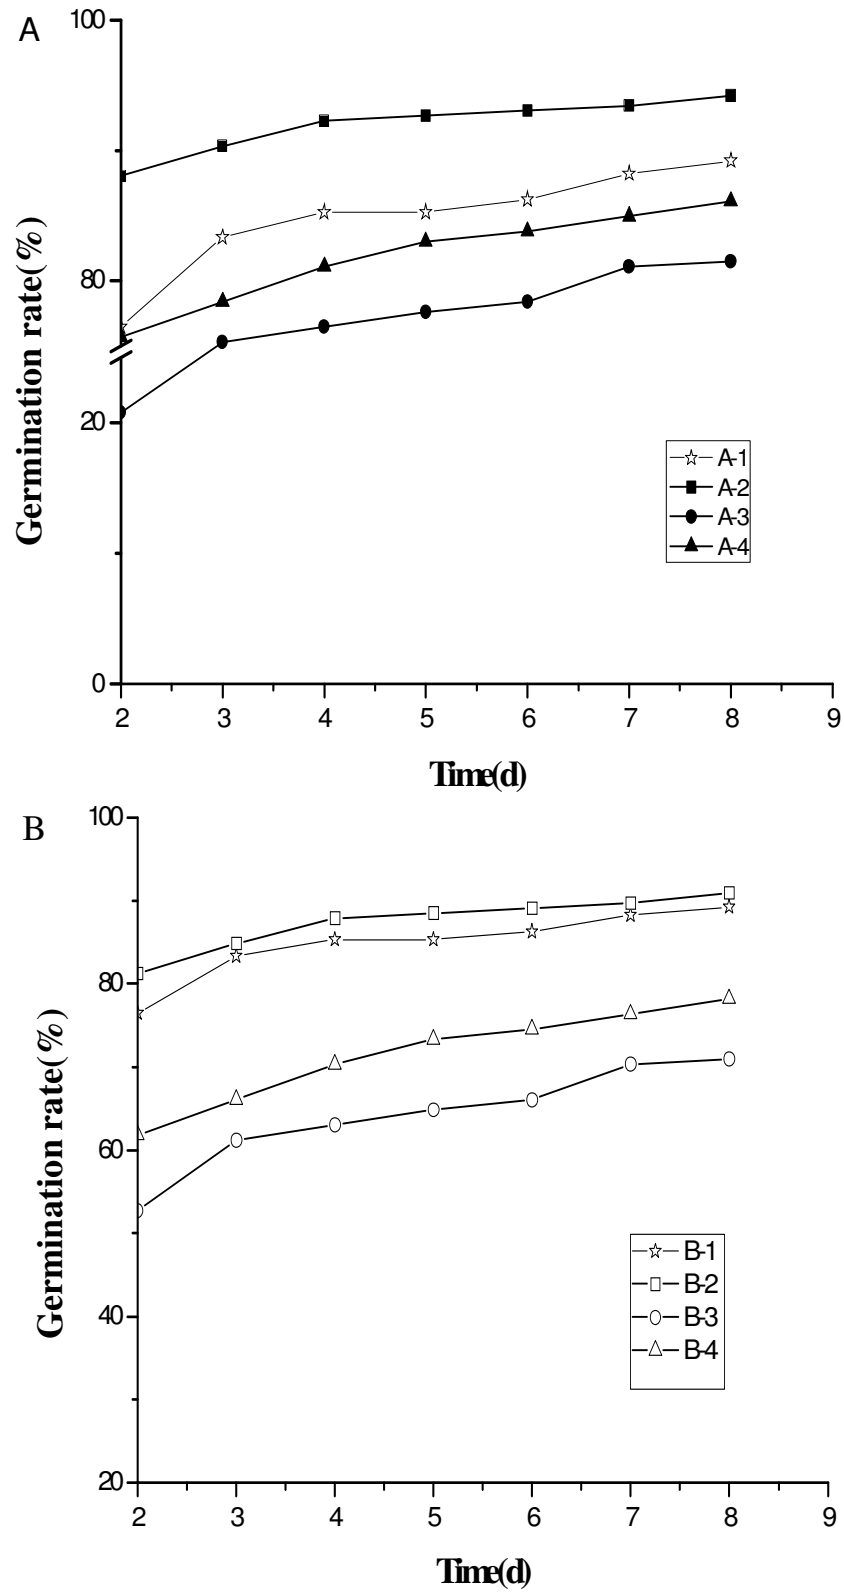 A
100
80
20
0
Germination rate(%)
A-1
A-2
A-3
A-4
2 3 4 5 6 7 8 9
Time(d)
B
100
80
60
40
20
Germination rate(%)
B-1
B-2
B-3
B-4
2 3 4 5 6 7 8 9
Time(d)